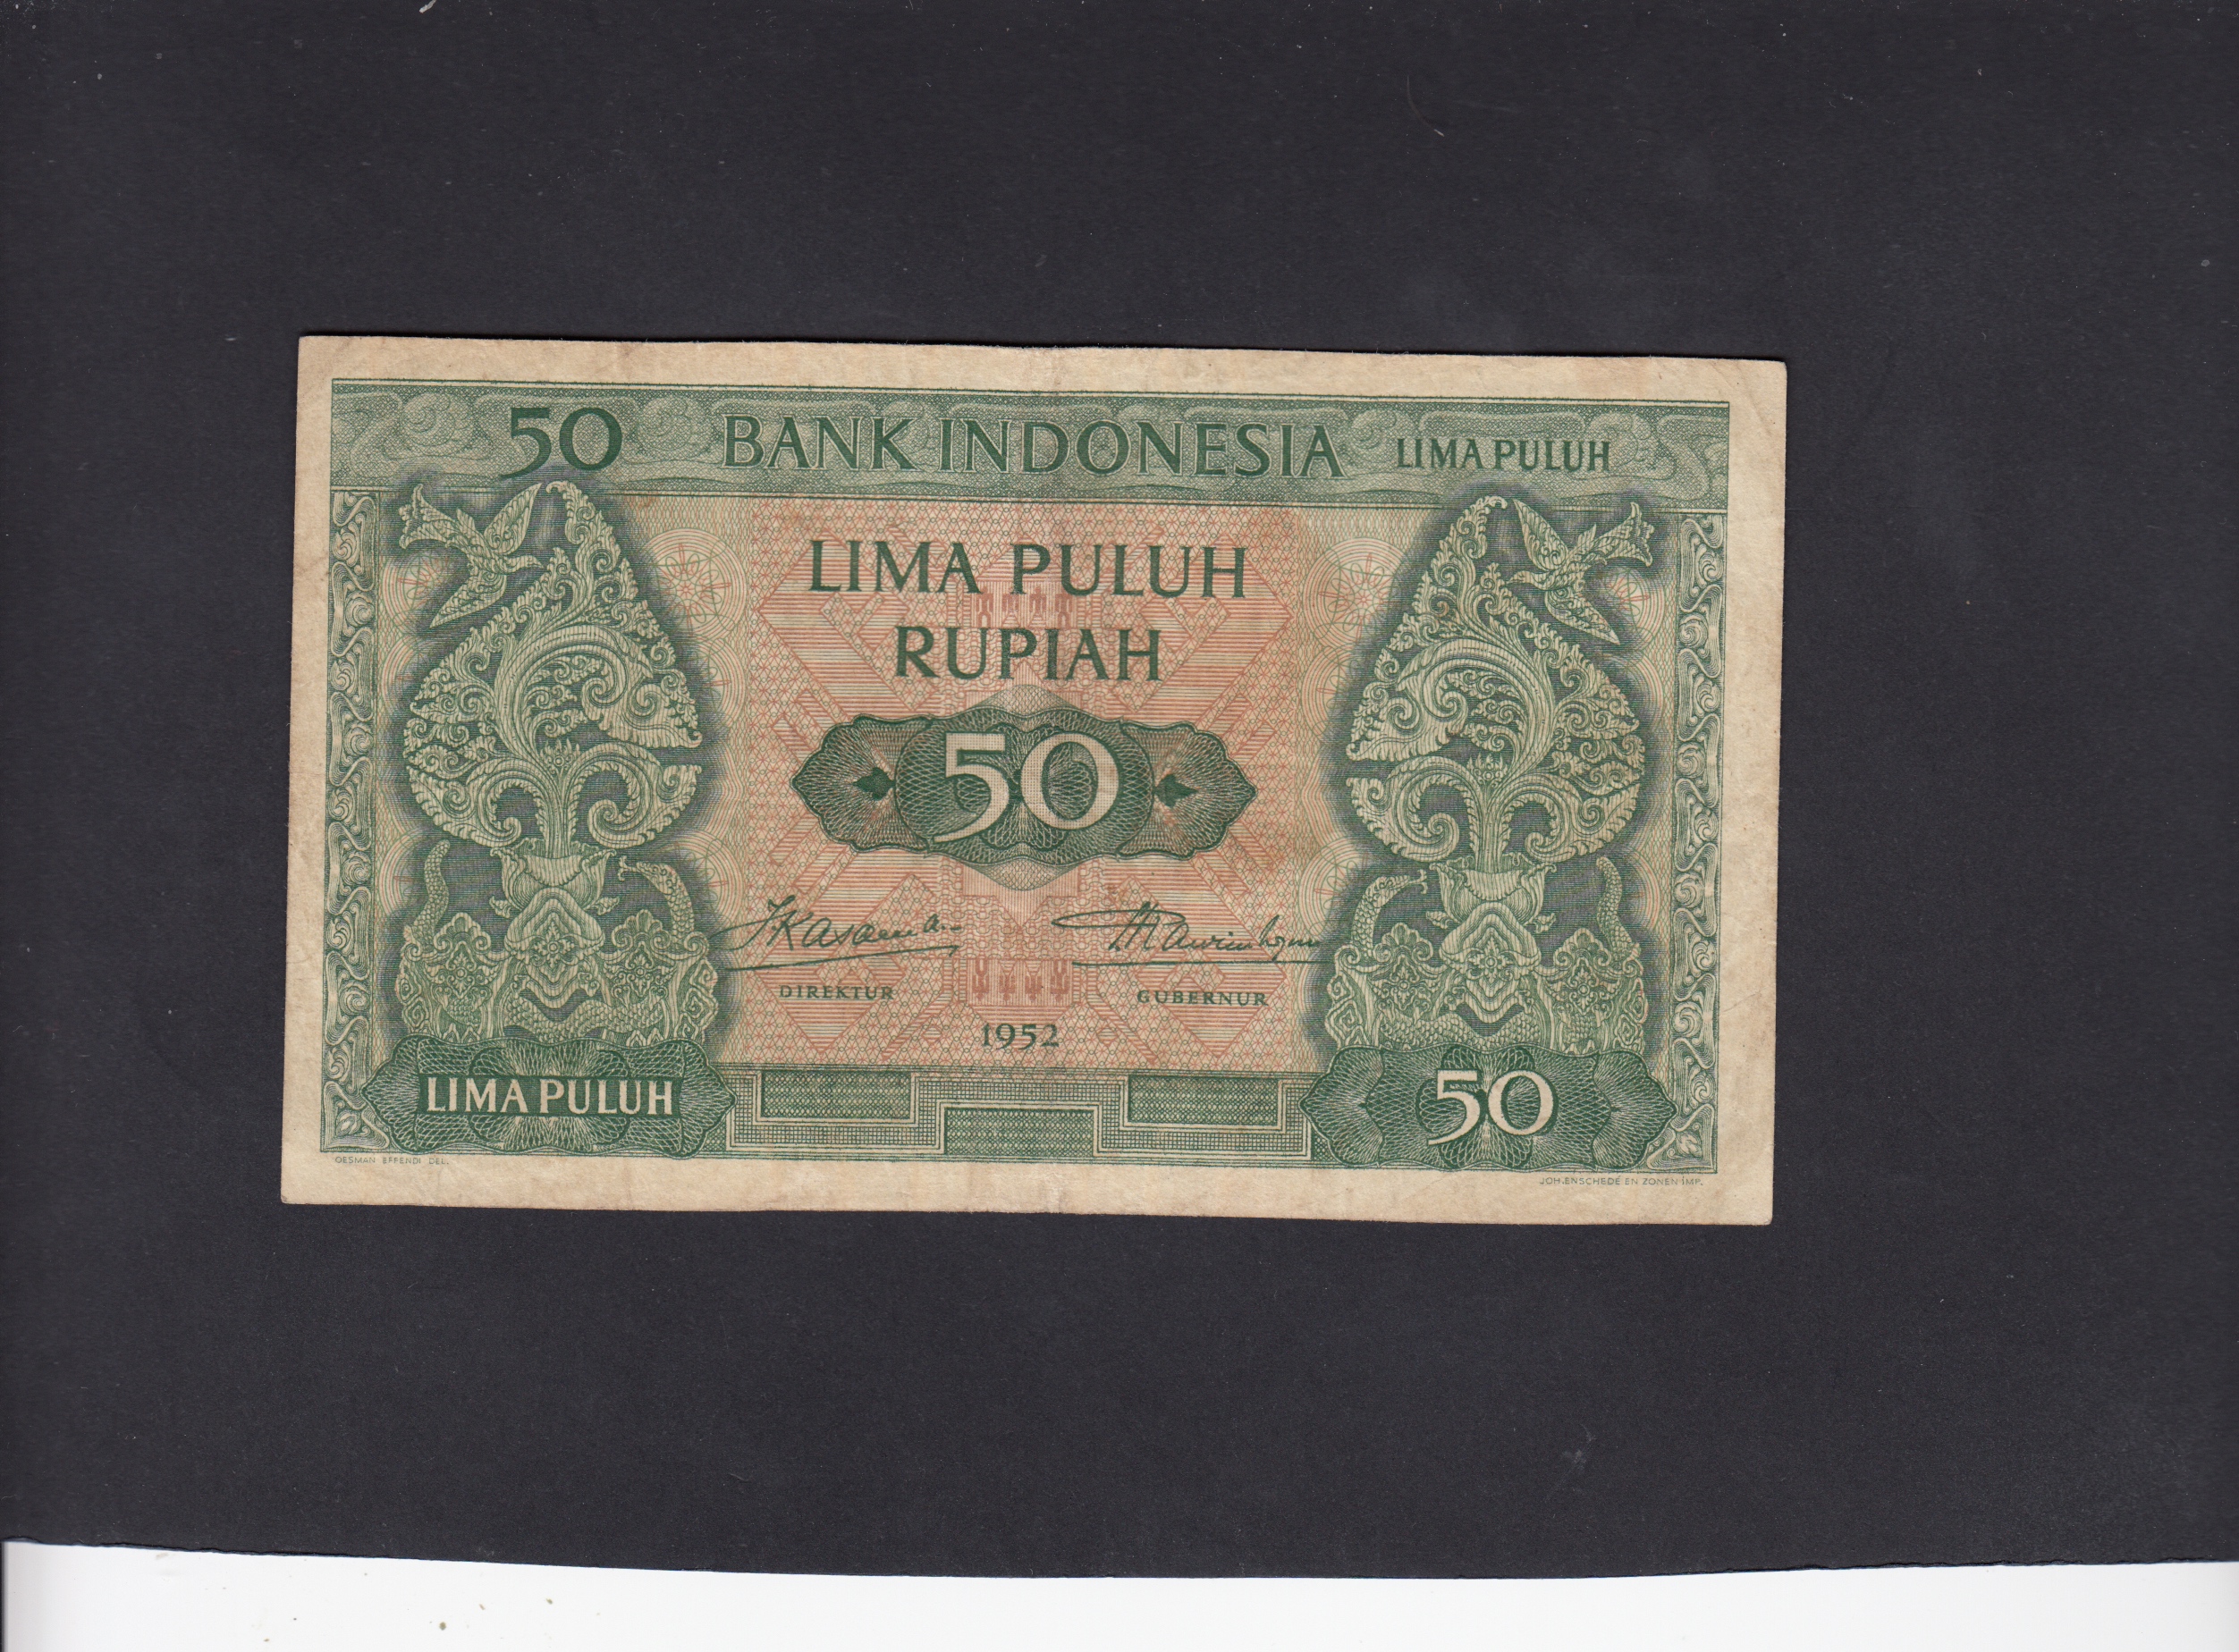 50 BANK INDONESIA LIMA PULUH
LIMA PULUH
RUPIAH
50
DIREKTUR GUBERNUR
1952
LIMA PULUH 50
OESMAN EFFENDI DEL.
JOH. ENSCHEDÉ EN ZONEN IMP.